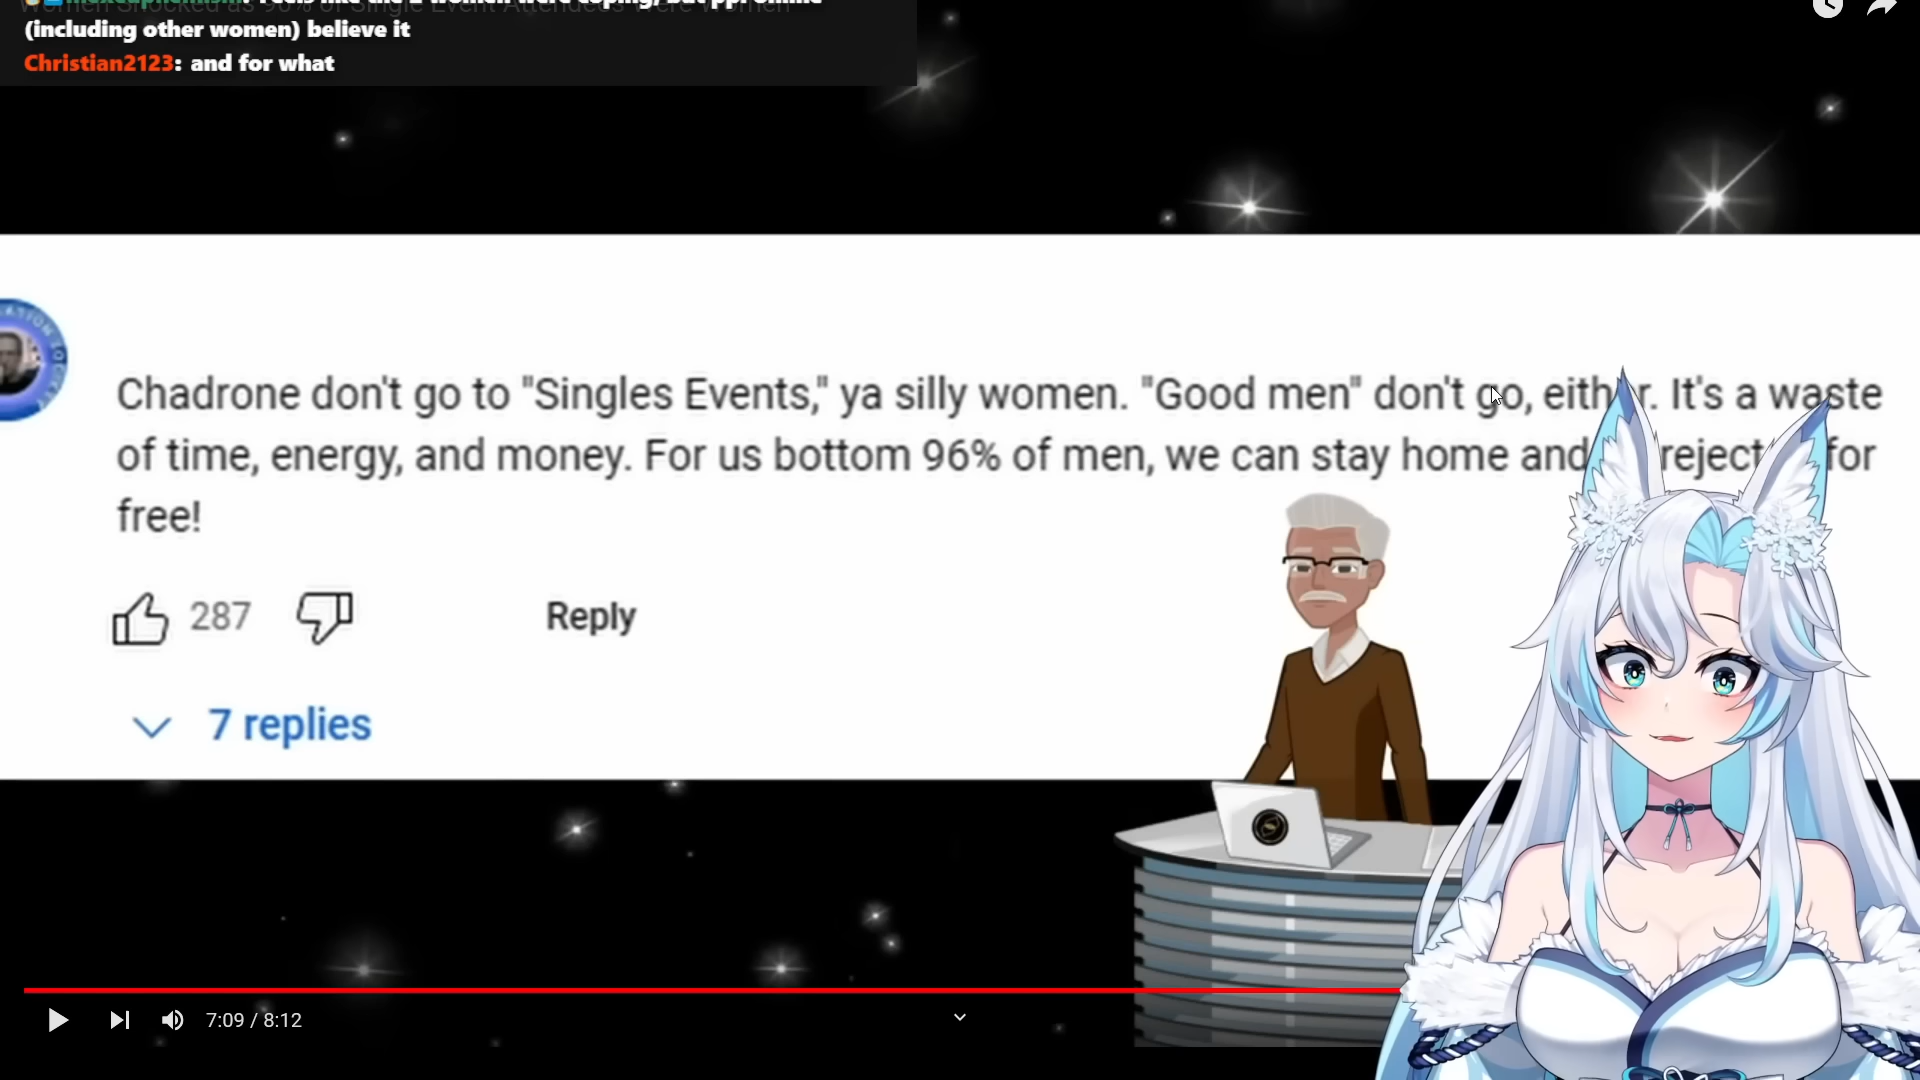 (including other women) believe it
Christian2123: and for what
Chadrone don't go to "Singles Events," ya silly women. "Good men" don't go, either. It's a waste
of time, energy, and money. For us bottom 96% of men, we can stay home and reject for
free!
287 Reply
7 replies
7:09 / 8:12